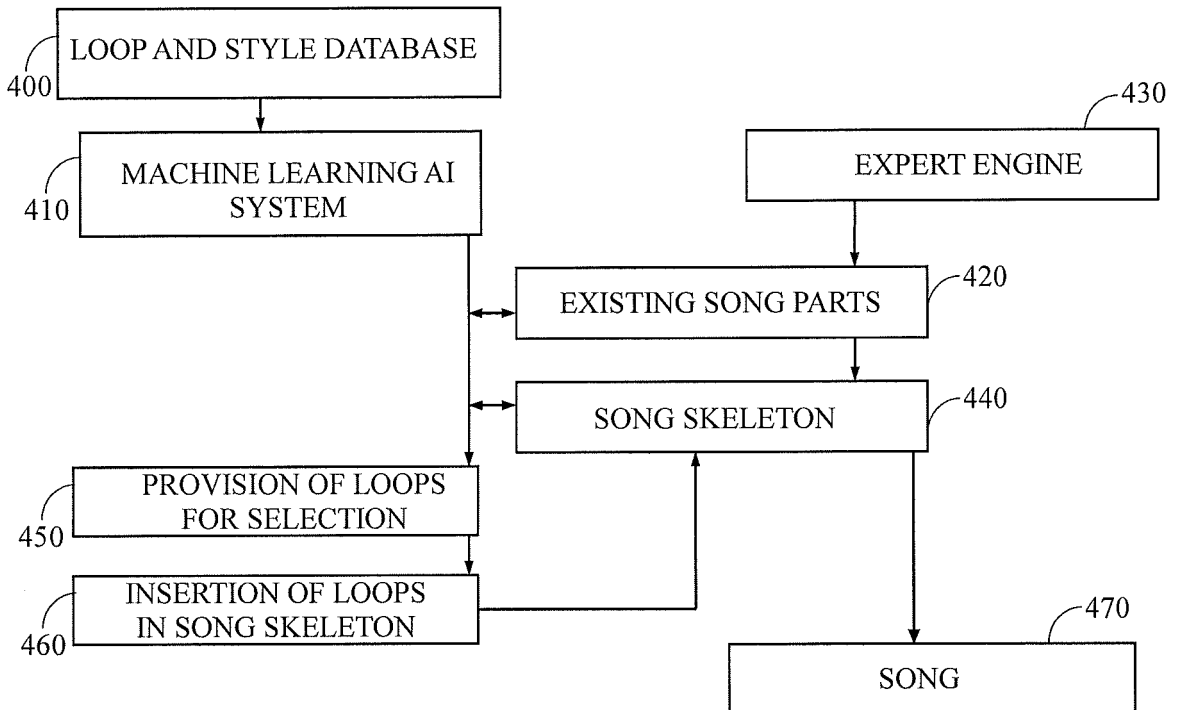 LOOP AND STYLE DATABASE
400
430
MACHINE LEARNING AI
SYSTEM
410
EXPERT ENGINE
420
EXISTING SONG PARTS
440
SONG SKELETON
PROVISION OF LOOPS
FOR SELECTION
450
INSERTION OF LOOPS
IN SONG SKELETON
460
470
SONG